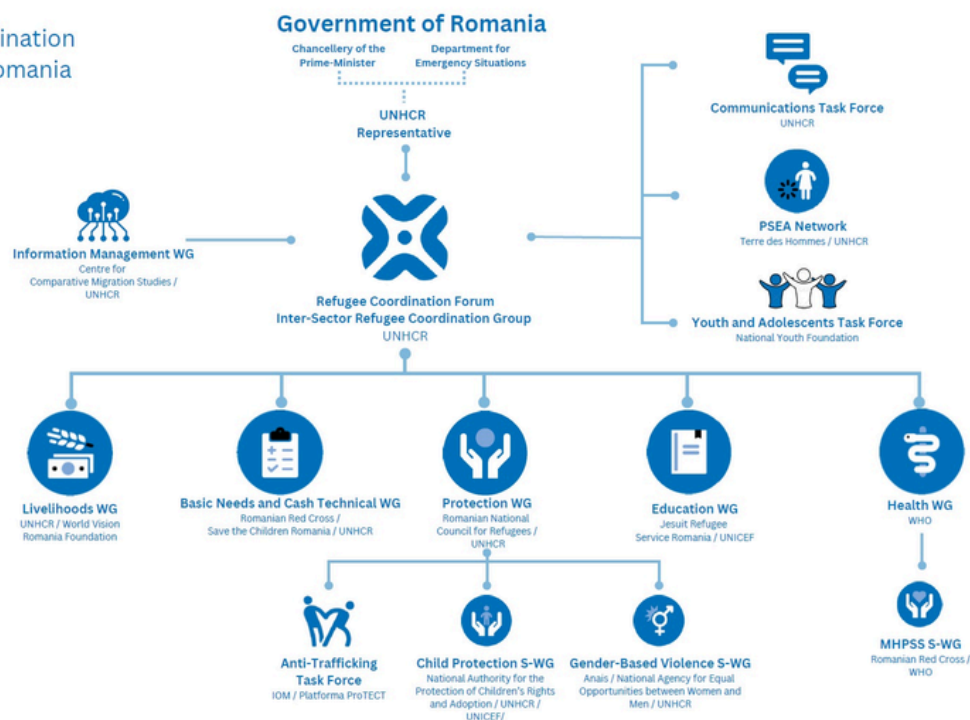 ination
omania
Government of Romania
Chancellery of the
Prime-Minister
Department for
Emergency Situations
UNHCR
Representative
Communications Task Force
UNHCR
PSEA Network
Terre des Hommes / UNHCR
Youth and Adolescents Task Force
National Youth Foundation
Information Management WG
Centre for
Comparative Migration Studies /
UNHCR
Refugee Coordination Forum
Inter-Sector Refugee Coordination Group
UNHCR
Livelihoods WG
UNHCR / World Vision
Romania Foundation
Basic Needs and Cash Technical WG
Romanian Red Cross /
Save the Children Romania / UNHCR
Protection WG
Romanian National
Council for Refugees /
UNHCR
Education WG
Jesuit Refugee
Service Romania / UNICEF
Health WG
WHO
Anti-Trafficking
Task Force
IOM / Platforma ProTECT
Child Protection S-WG
National Authority for the
Protection of Children's Rights
and Adoption / UNHCR /
UNICEF/
Gender-Based Violence S-WG
Anais / National Agency for Equal
Opportunities between Women and
Men / UNHCR
MHPSS S-WG
Romanian Red Cross /
WHO